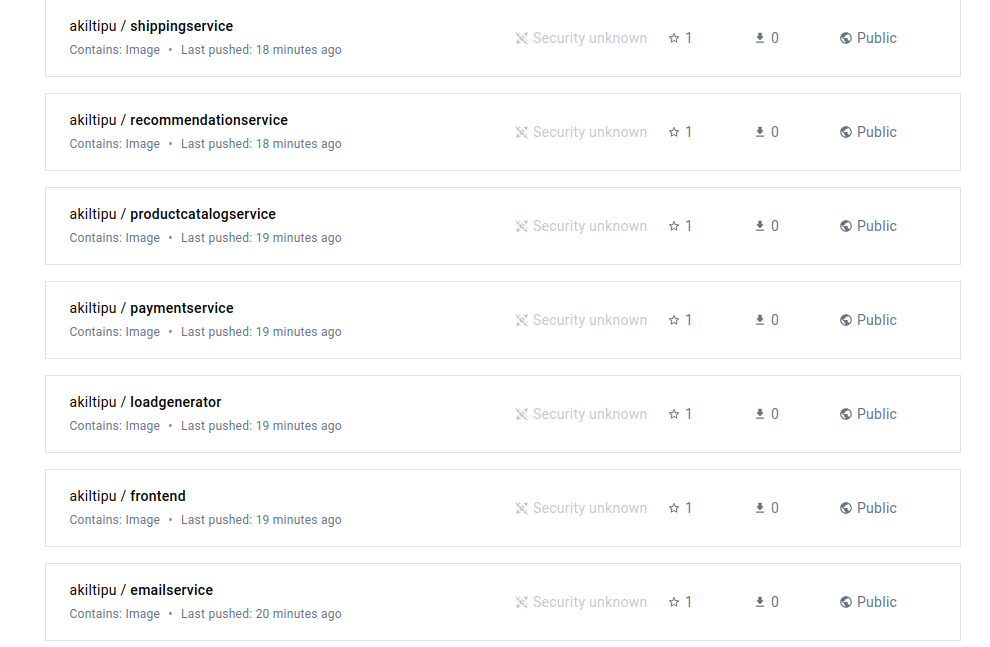 akiltipu / shippingservice
Contains: Image • Last pushed: 18 minutes ago
Security unknown 1 0 Public
akiltipu / recommendationservice
Contains: Image • Last pushed: 18 minutes ago
Security unknown 1 0 Public
akiltipu / productcatalogservice
Contains: Image • Last pushed: 19 minutes ago
Security unknown 1 0 Public
akiltipu / paymentservice
Contains: Image • Last pushed: 19 minutes ago
Security unknown 1 0 Public
akiltipu / loadgenerator
Contains: Image • Last pushed: 19 minutes ago
Security unknown 1 0 Public
akiltipu / frontend
Contains: Image • Last pushed: 19 minutes ago
Security unknown 1 0 Public
akiltipu / emailservice
Contains: Image • Last pushed: 20 minutes ago
Security unknown 1 0 Public